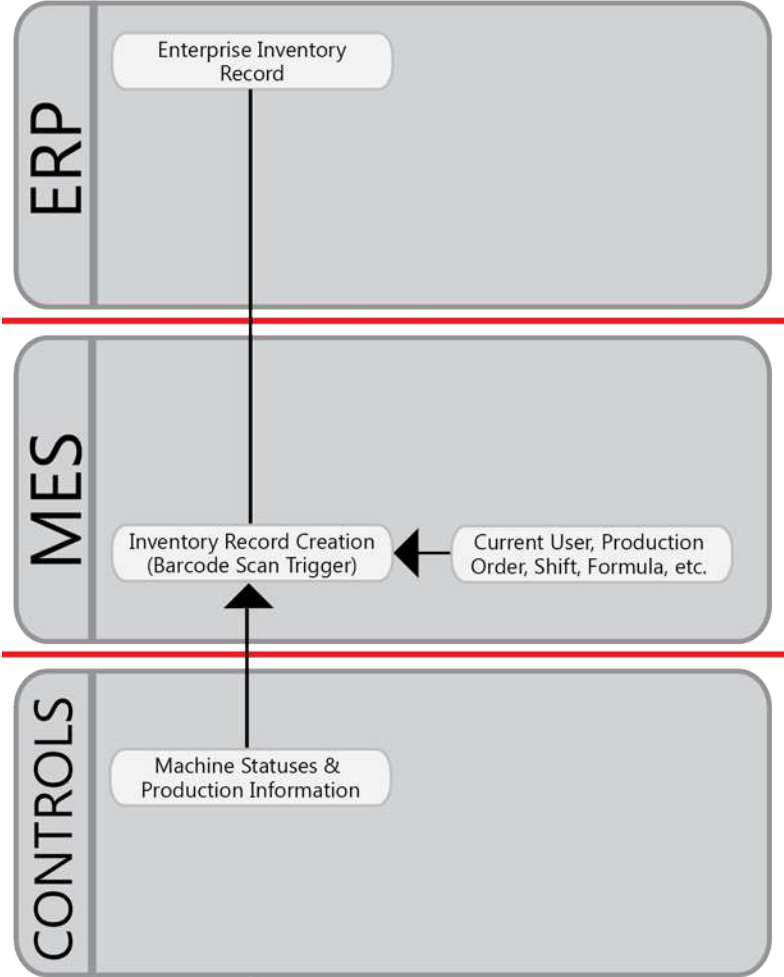 ERP
Enterprise Inventory
Record
MES
Inventory Record Creation
(Barcode Scan Trigger)
Current User, Production
Order, Shift, Formula, etc.
CONTROLS
Machine Statuses &
Production Information